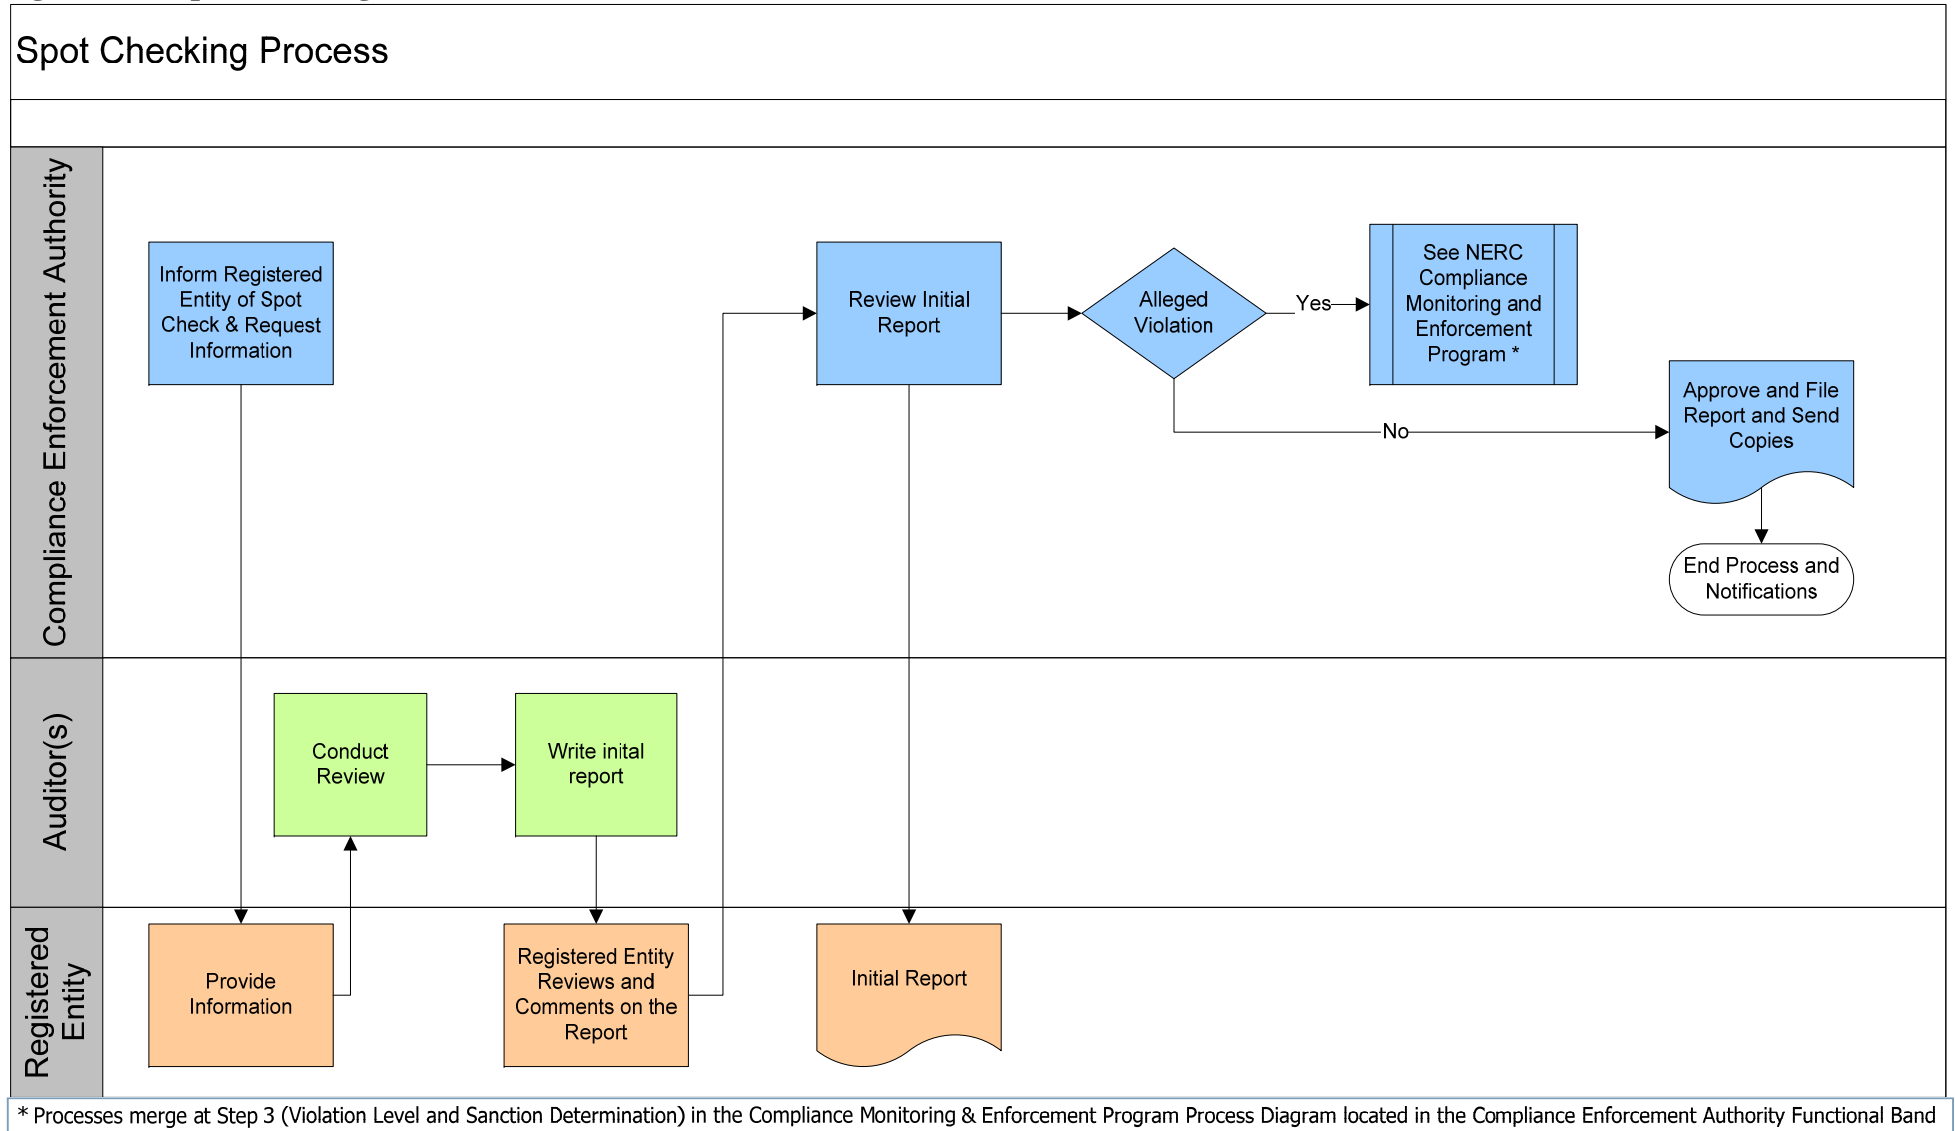 Spot Checking Process
Compliance Enforcement Authority
Inform Registered
Entity of Spot
Check & Request
Information
Review Initial
Report
Alleged
Violation
Yes
See NERC
Compliance
Monitoring and
Enforcement
Program *
No
Approve and File
Report and Send
Copies
End Process and
Notifications
Auditor(s)
Conduct
Review
Write inital
report
Registered
Entity
Provide
Information
Registered Entity
Reviews and
Comments on the
Report
Initial Report
* Processes merge at Step 3 (Violation Level and Sanction Determination) in the Compliance Monitoring & Enforcement Program Process Diagram located in the Compliance Enforcement Authority Functional Band